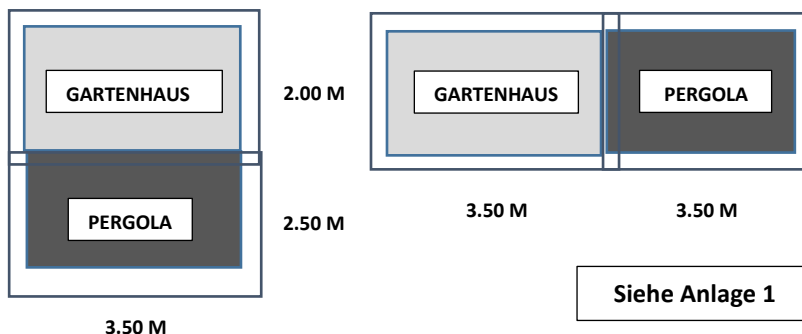 GARTENHAUS
2.00 M
PERGOLA
2.50 M
3.50 M
GARTENHAUS
PERGOLA
3.50 M
3.50 M
Siehe Anlage 1